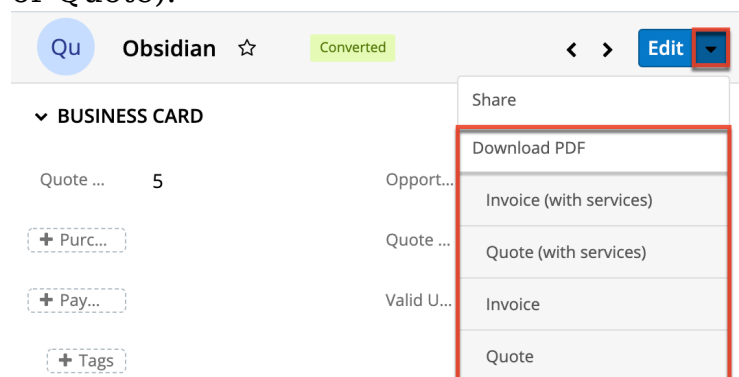 or Quote).
Qu Obsidian Converted Edit
Share
BUSINESS CARD
Download PDF
Quote ... 5 Opport...
Invoice (with services)
+ Purc... Quote ...
Quote (with services)
+ Pay... Valid U...
Invoice
+ Tags
Quote